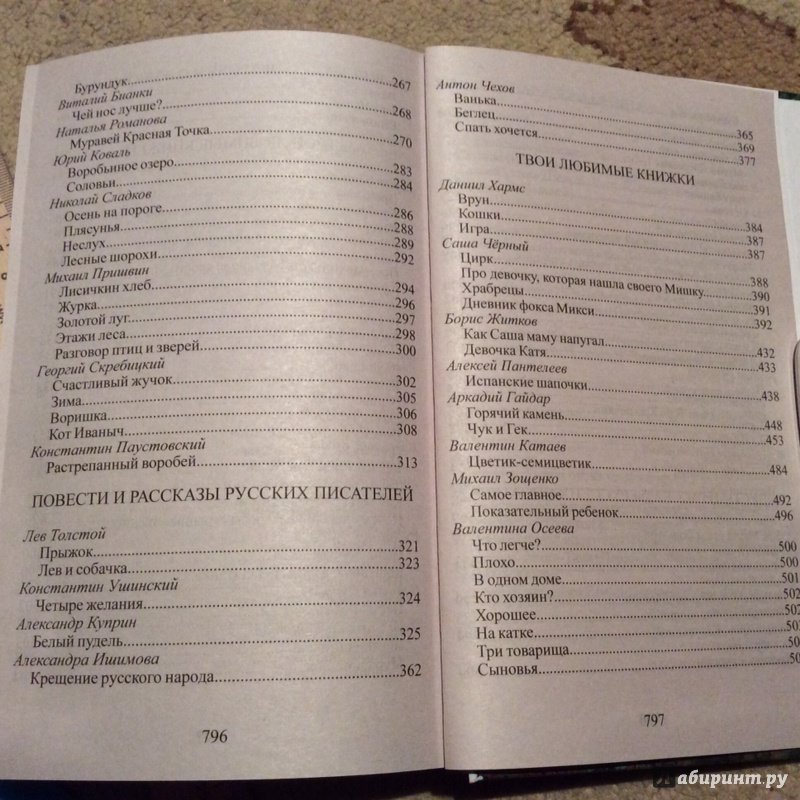 Бурундук....................267
Виталий Бианки
Чей нос лучше?....................268
Наталья Романова
Муравей Красная Точка....................270
Юрий Коваль
Воробьиное озеро....................283
Соловьи....................284
Николай Сладков
Осень на пороге....................286
Плясунья....................288
Неслух....................289
Лесные шорохи....................292
Михаил Пришвин
Лисичкин хлеб....................294
Журка....................296
Золотой луг....................297
Этажи леса....................298
Разговор птиц и зверей....................300
Георгий Скребицкий
Счастливый жучок....................302
Зима....................305
Воришка....................306
Кот Иваныч....................308
Константин Паустовский
Растрепанный воробей....................313
ПОВЕСТИ И РАССКАЗЫ РУССКИХ ПИСАТЕЛЕЙ
Лев Толстой
Прыжок....................321
Лев и собачка....................323
Константин Ушинский
Четыре желания....................324
Александр Куприн
Белый пудель....................325
Александра Ишимова
Крещение русского народа....................362
796
Антон Чехов
Ванька....................365
Беглец....................369
Спать хочется....................377
ТВОИ ЛЮБИМЫЕ КНИЖКИ
Даниил Хармс
Врун....................384
Кошки....................387
Игра....................387
Саша Чёрный
Цирк....................388
Про девочку, которая нашла своего Мишку....................390
Храбрецы....................391
Дневник фокса Микси....................392
Борис Житков
Как Саша маму напугал....................432
Девочка Катя....................433
Алексей Пантелеев
Испанские шапочки....................438
Аркадий Гайдар
Горячий камень....................448
Чук и Гек....................453
Валентин Катаев
Цветик-семицветик....................484
Михаил Зощенко
Самое главное....................492
Показательный ребенок....................496
Валентина Осеева
Что легче?....................500
Плохо....................500
В одном доме....................501
Кто хозяин?....................502
Хорошее....................502
На катке....................
Три товарища....................
Сыновья....................
797
Лабиринт.ру